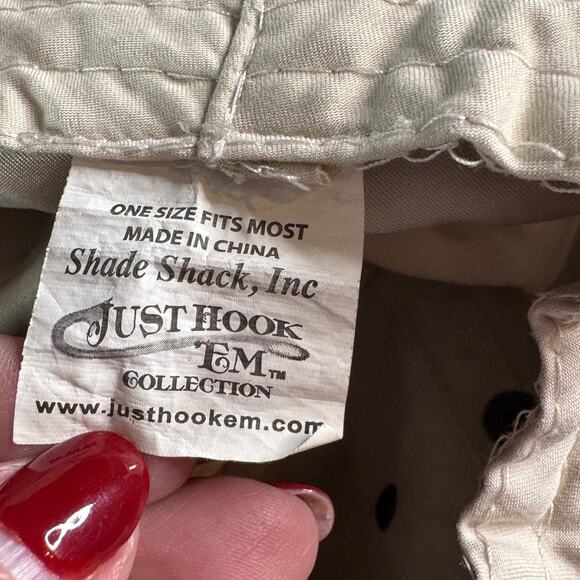 ONE SIZE FITS MOST
MADE IN CHINA
Shade Shack, Inc
JUST HOOK
'EM™
COLLECTION
www.justhookem.com